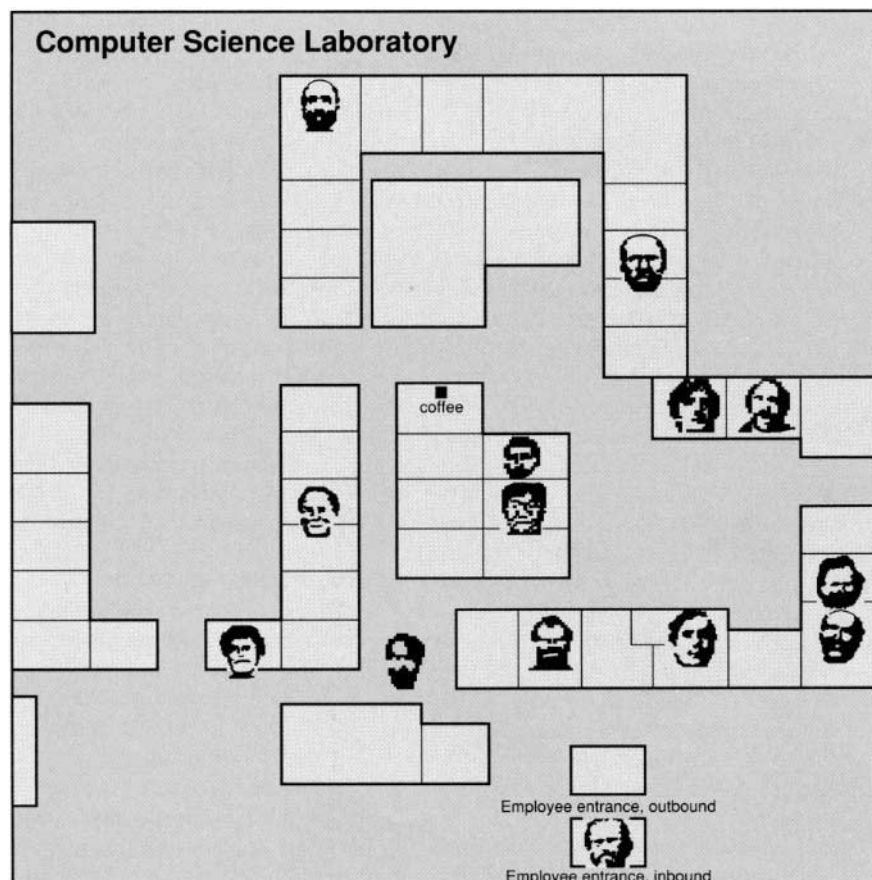 Computer Science Laboratory
coffee
Employee entrance, outbound
Employee entrance, inbound